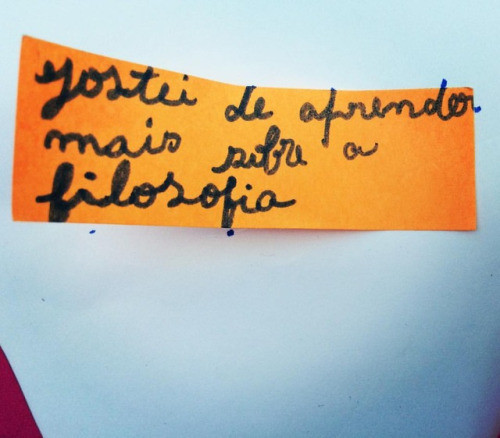 gostei de aprender
mais sobre a
filosofia